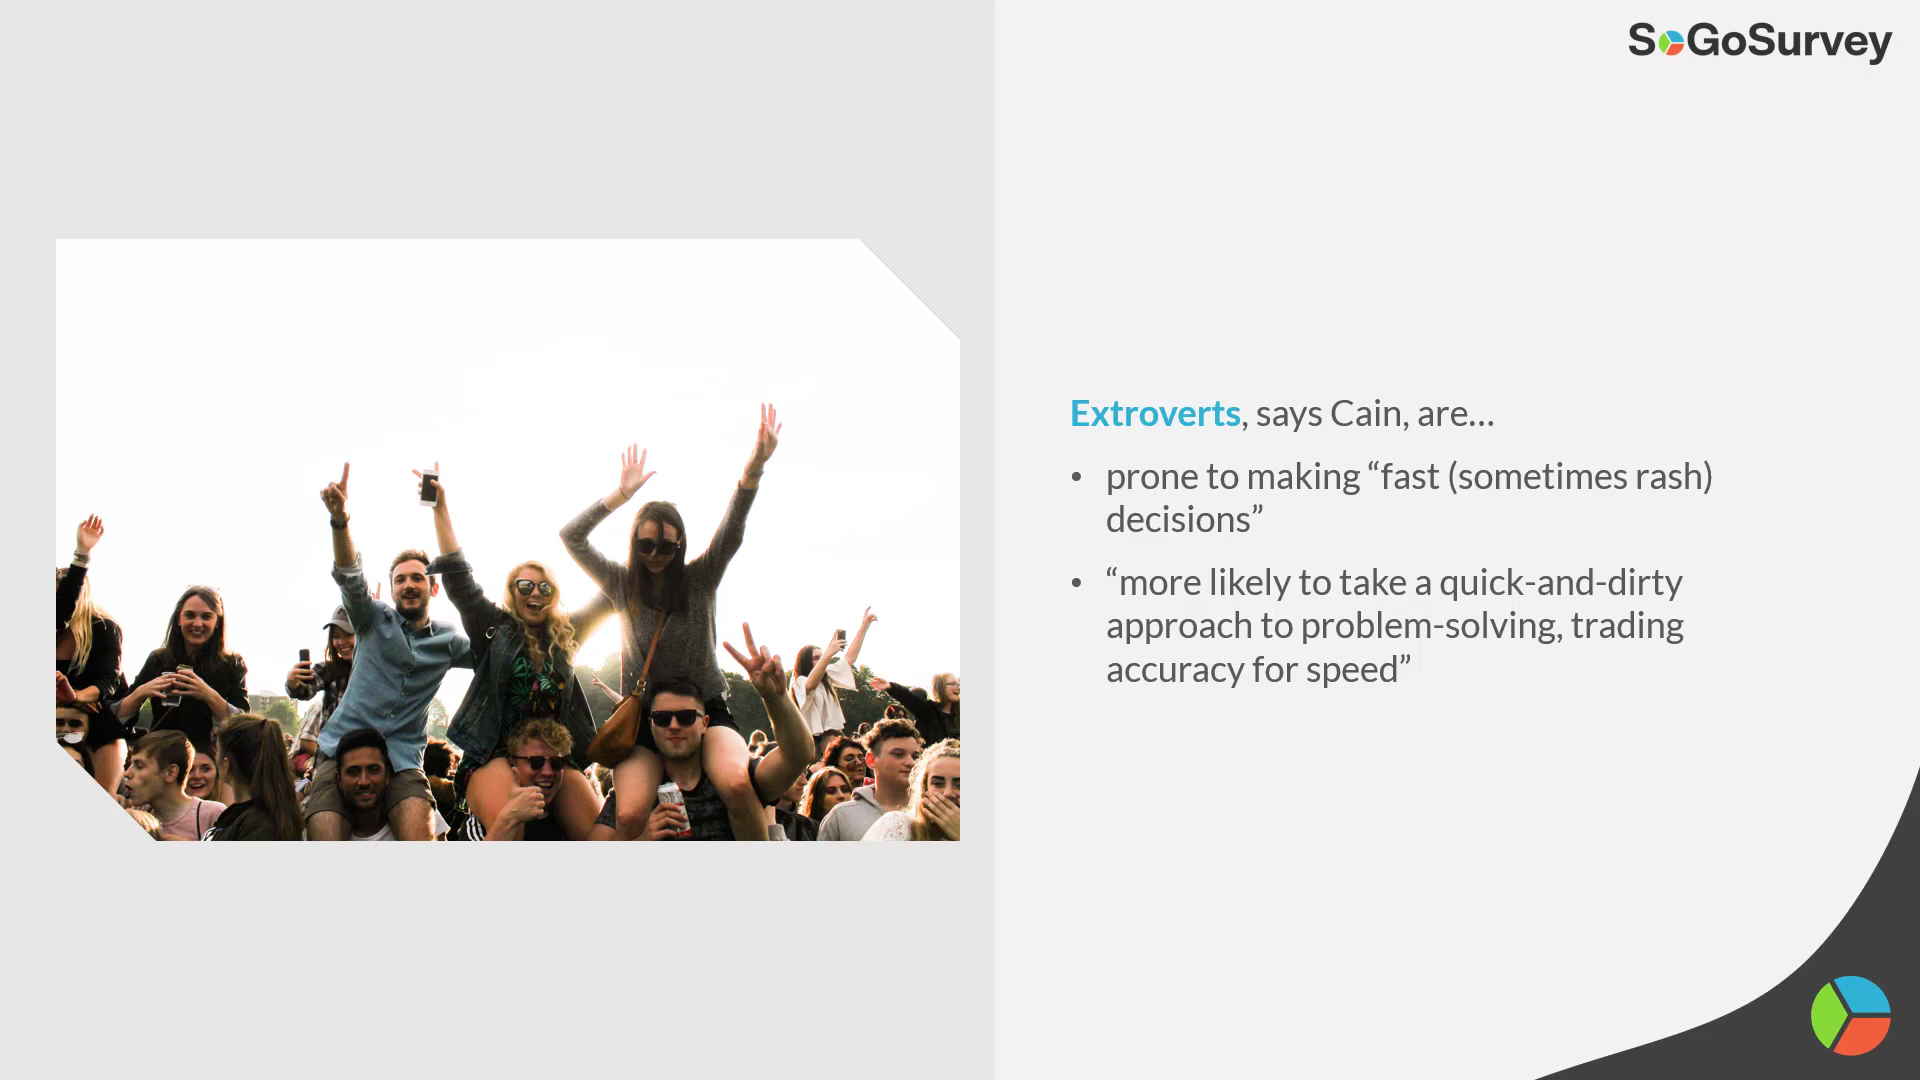 SoGoSurvey
Extroverts, says Cain, are…
• prone to making “fast (sometimes rash)
decisions”
• “more likely to take a quick-and-dirty
approach to problem-solving, trading
accuracy for speed”